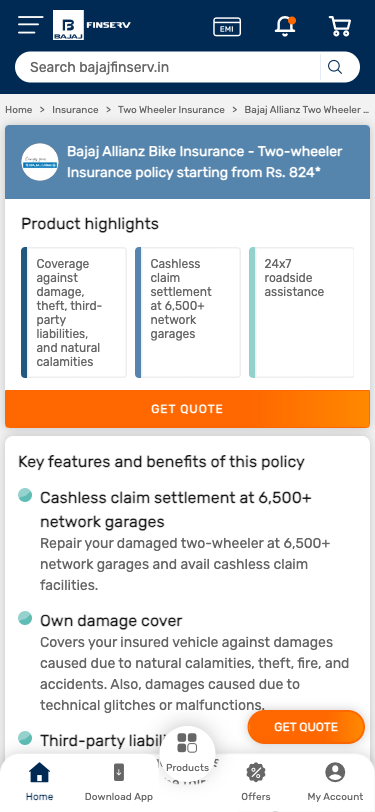 B
BAJAJ
FINSERV
EMI
Search bajajfinserv.in
Home > Insurance > Two Wheeler Insurance > Bajaj Allianz Two Wheeler ...
Bajaj Allianz Bike Insurance - Two-wheeler
Insurance policy starting from Rs. 824*
Product highlights
Coverage
against
damage,
theft, third-
party
liabilities,
and natural
calamities
Cashless
claim
settlement
at 6,500+
network
garages
24x7
roadside
assistance
GET QUOTE
Key features and benefits of this policy
Cashless claim settlement at 6,500+
network garages
Repair your damaged two-wheeler at 6,500+
network garages and avail cashless claim
facilities.
Own damage cover
Covers your insured vehicle against damages
caused due to natural calamities, theft, fire, and
accidents. Also, damages caused due to
technical glitches or malfunctions.
GET QUOTE
Third-party liabili
Home
Download App
Products
Offers
My Account